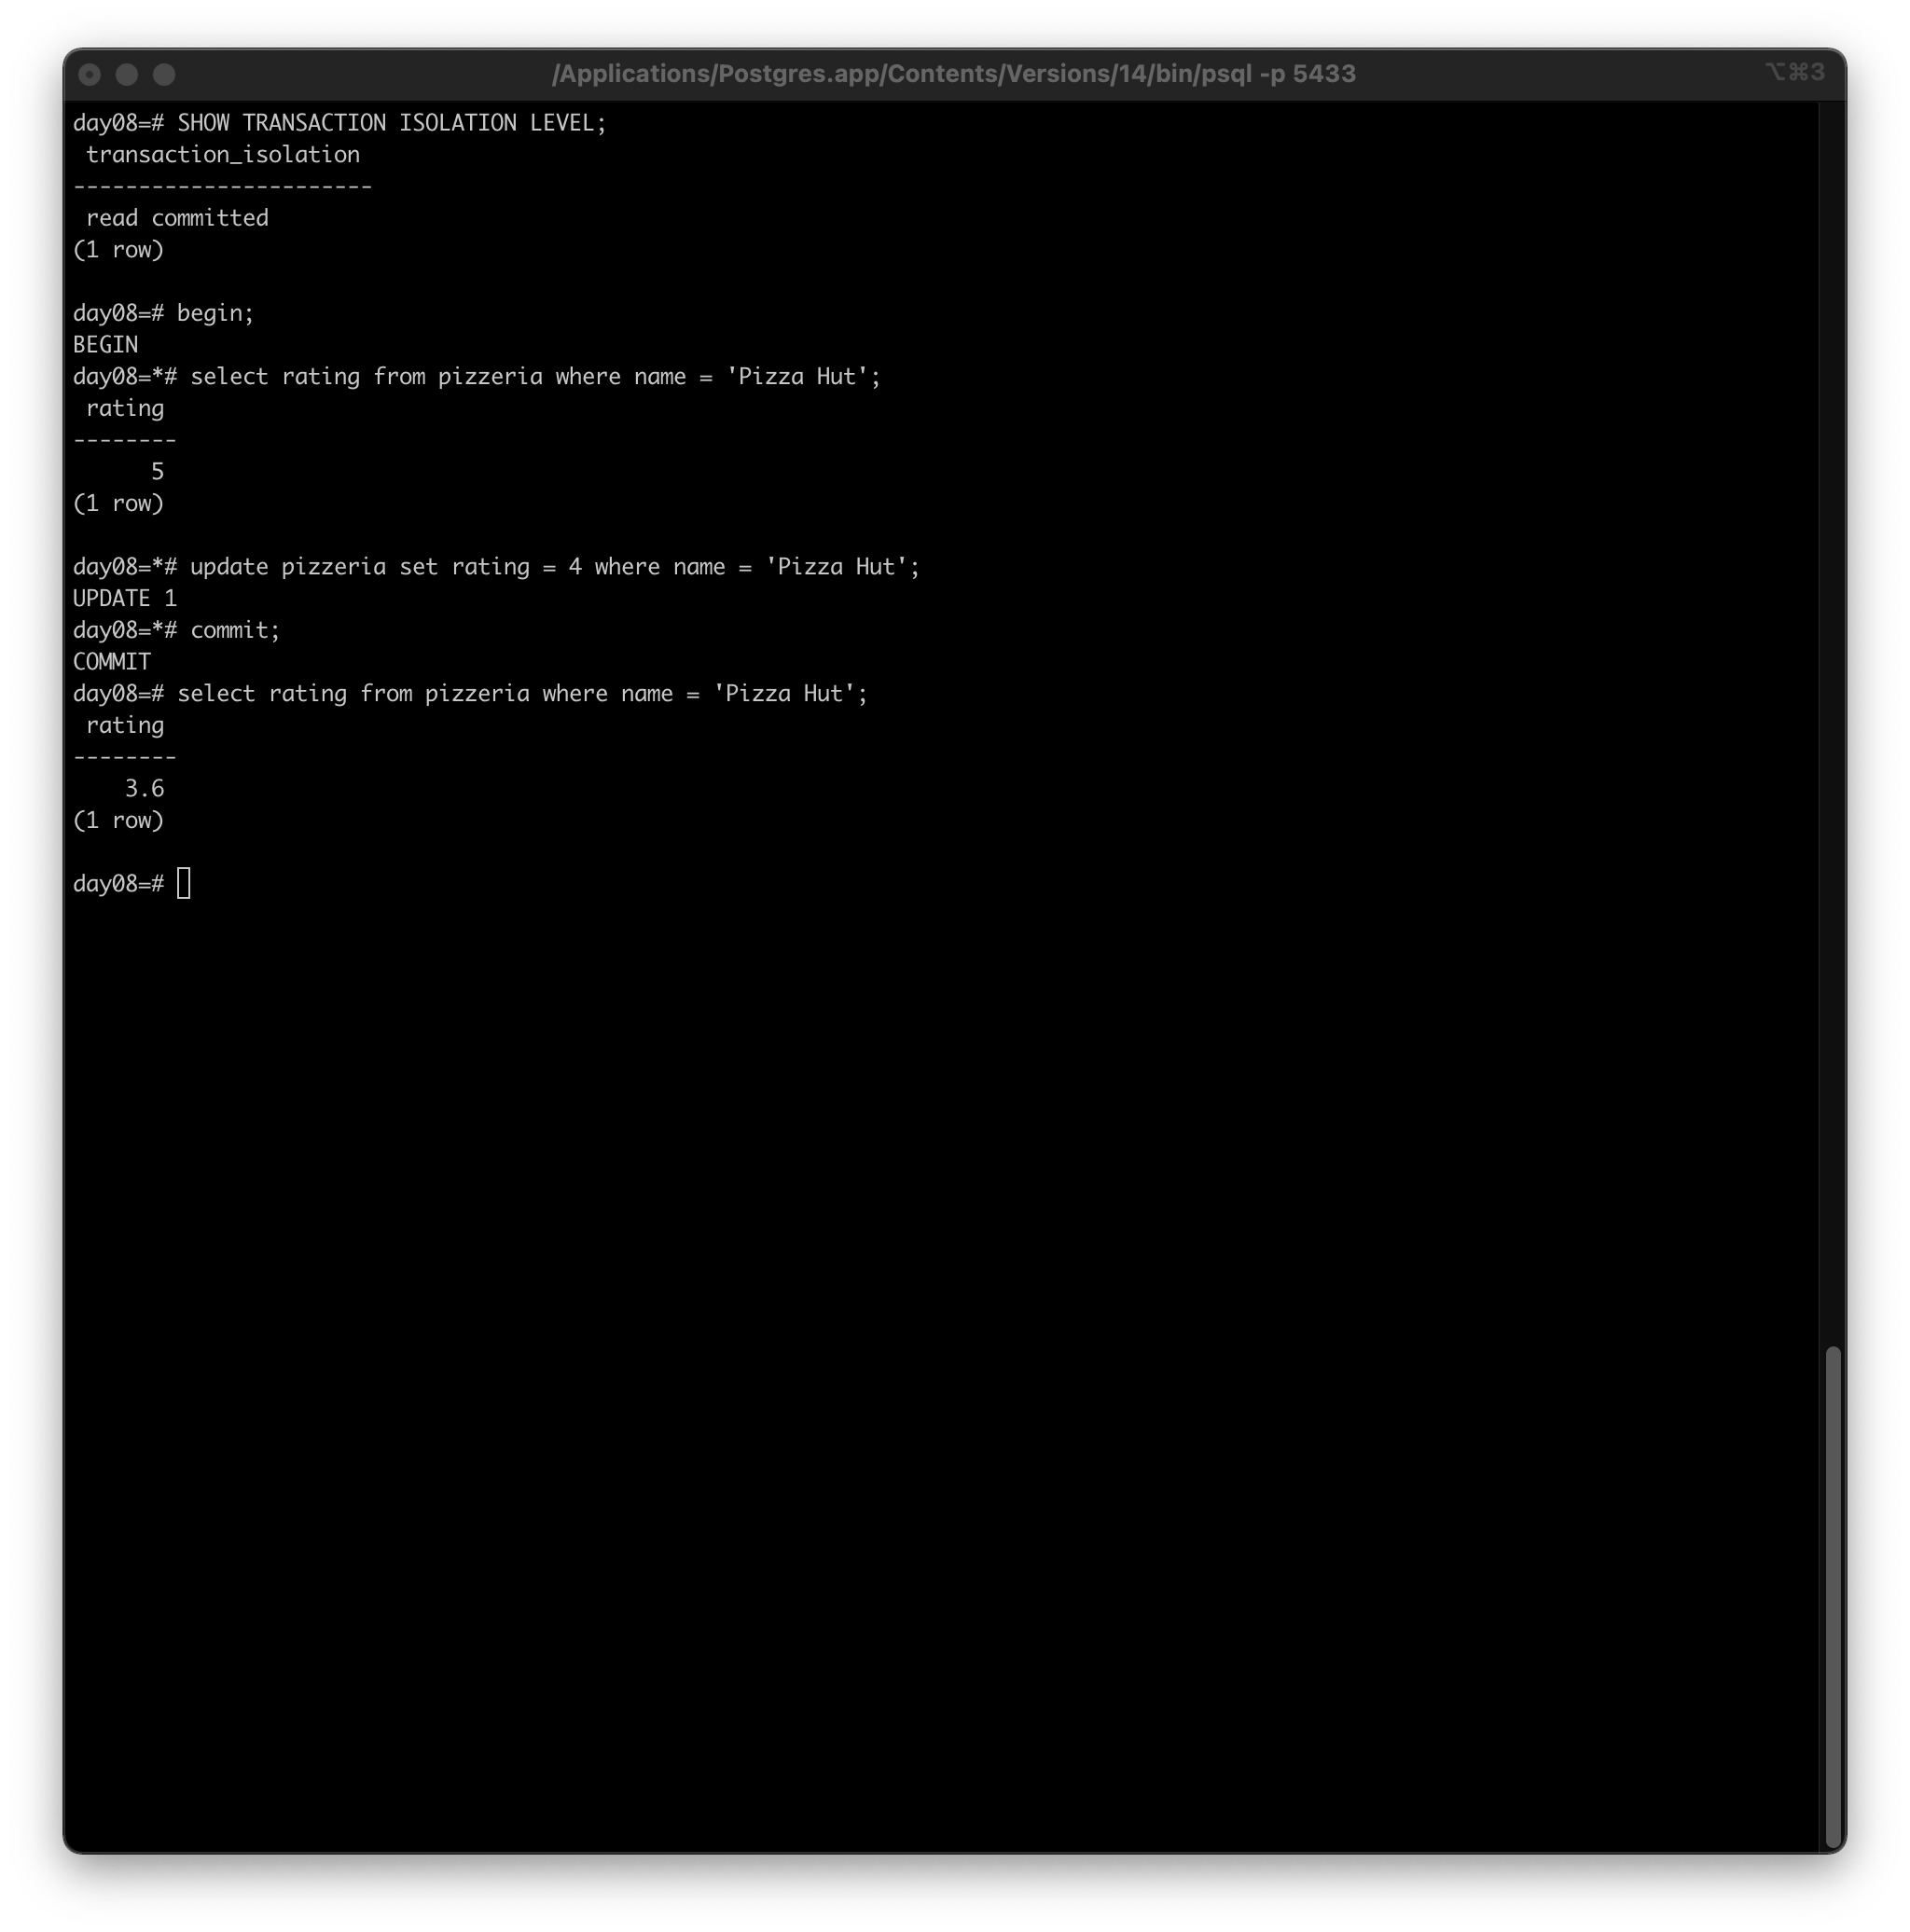 /Applications/Postgres.app/Contents/Versions/14/bin/psql -p 5433
⌥⌘3
day08=# SHOW TRANSACTION ISOLATION LEVEL;
 transaction_isolation
-----------------------
 read committed
(1 row)

day08=# begin;
BEGIN
day08=*# select rating from pizzeria where name = 'Pizza Hut';
 rating
--------
      5
(1 row)

day08=*# update pizzeria set rating = 4 where name = 'Pizza Hut';
UPDATE 1
day08=*# commit;
COMMIT
day08=# select rating from pizzeria where name = 'Pizza Hut';
 rating
--------
    3.6
(1 row)

day08=#